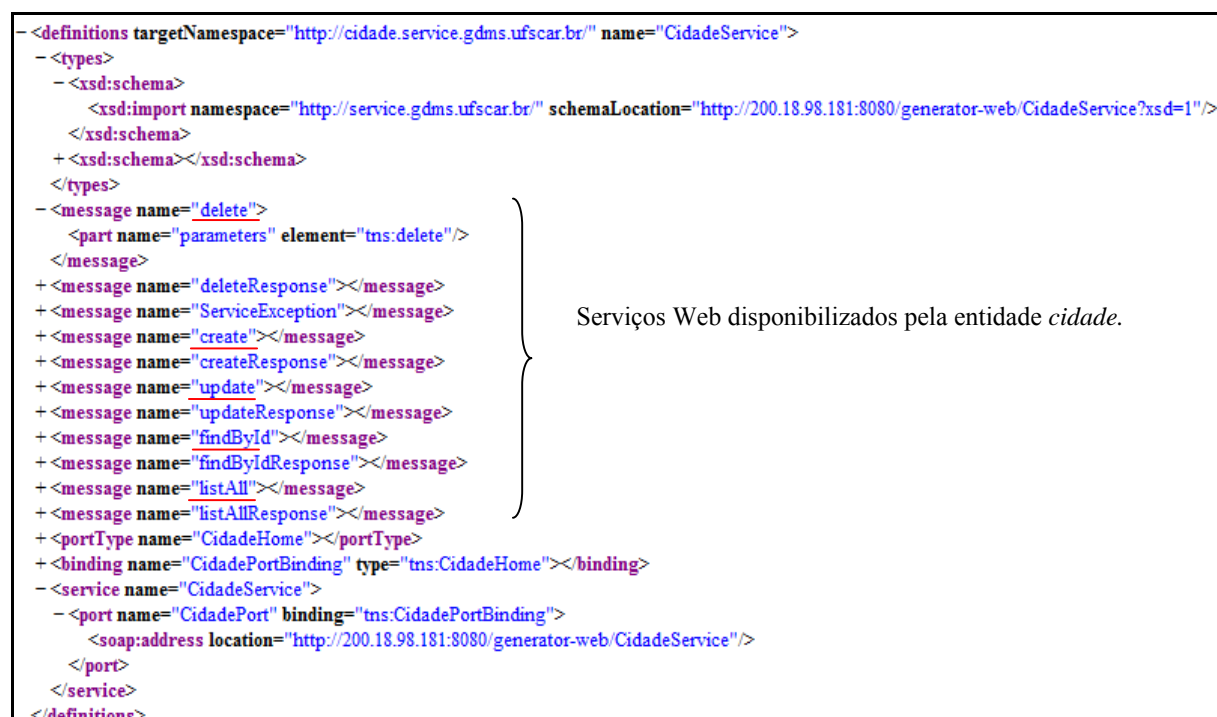 - <definitions targetNamespace="http://cidade.service.gdms.ufscar.br/" name="CidadeService">
- <types>
- <xsd:schema>
<xsd:import namespace="http://service.gdms.ufscar.br/" schemaLocation="http://200.18.98.181:8080/generator-web/CidadeService?xsd=1"/>
</xsd:schema>
+ <xsd:schema></xsd:schema>
</types>
- <message name="delete">
<part name="parameters" element="tns:delete"/>
</message>
+ <message name="deleteResponse"></message>
+ <message name="ServiceException"></message>
Serviços Web disponibilizados pela entidade cidade.
+ <message name="create"></message>
+ <message name="createResponse"></message>
+ <message name="update"></message>
+ <message name="updateResponse"></message>
+ <message name="findById"></message>
+ <message name="findByIdResponse"></message>
+ <message name="listAll"></message>
+ <message name="listAllResponse"></message>
+ <portType name="CidadeHome"></portType>
+ <binding name="CidadePortBinding" type="tns:CidadeHome"></binding>
- <service name="CidadeService">
- <port name="CidadePort" binding="tns:CidadePortBinding">
<soap:address location="http://200.18.98.181:8080/generator-web/CidadeService"/>
</port>
</service>
</definitions>